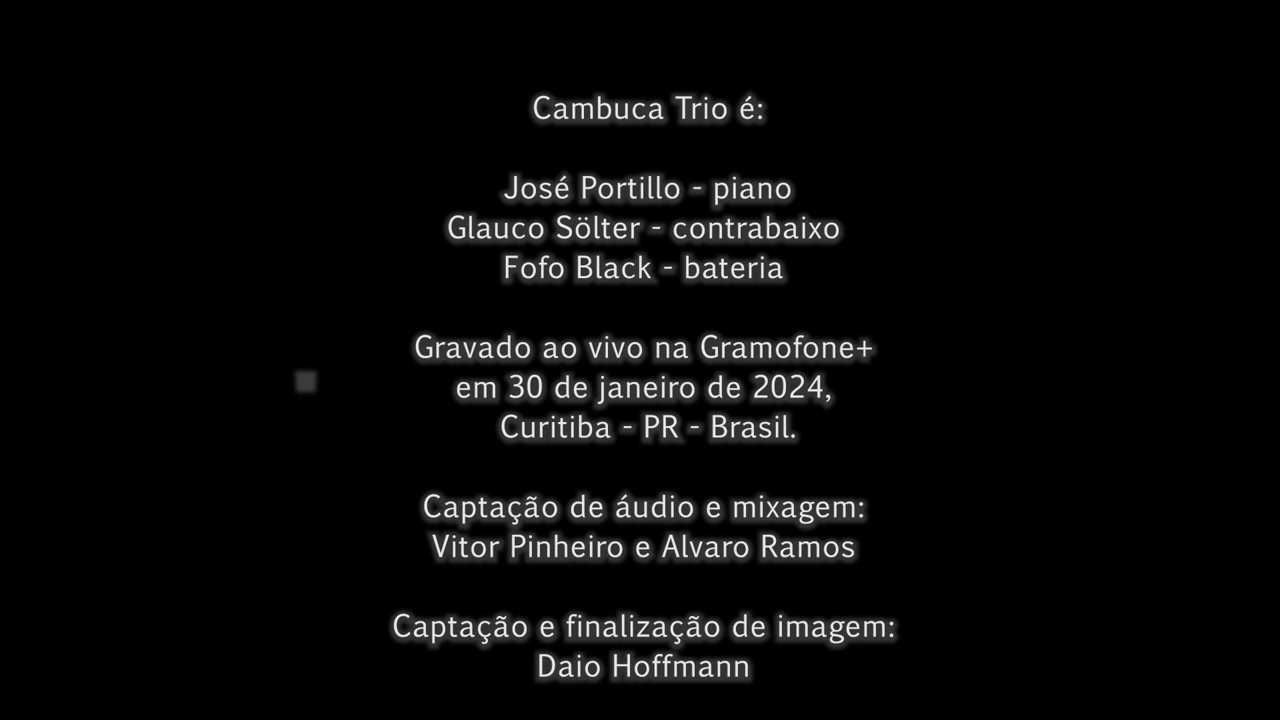 Cambuca Trio é:
José Portillo - piano
Glauco Sölter - contrabaixo
Fofo Black - bateria
Gravado ao vivo na Gramofone+
em 30 de janeiro de 2024,
Curitiba - PR - Brasil.
Captação de áudio e mixagem:
Vitor Pinheiro e Alvaro Ramos
Captação e finalização de imagem:
Daio Hoffmann